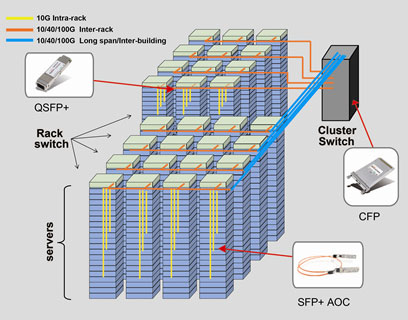 10G Intra-rack
10/40/100G Inter-rack
10/40/100G Long span/Inter-building
QSFP+
Rack
switch
Cluster
Switch
CFP
servers
SFP+ AOC